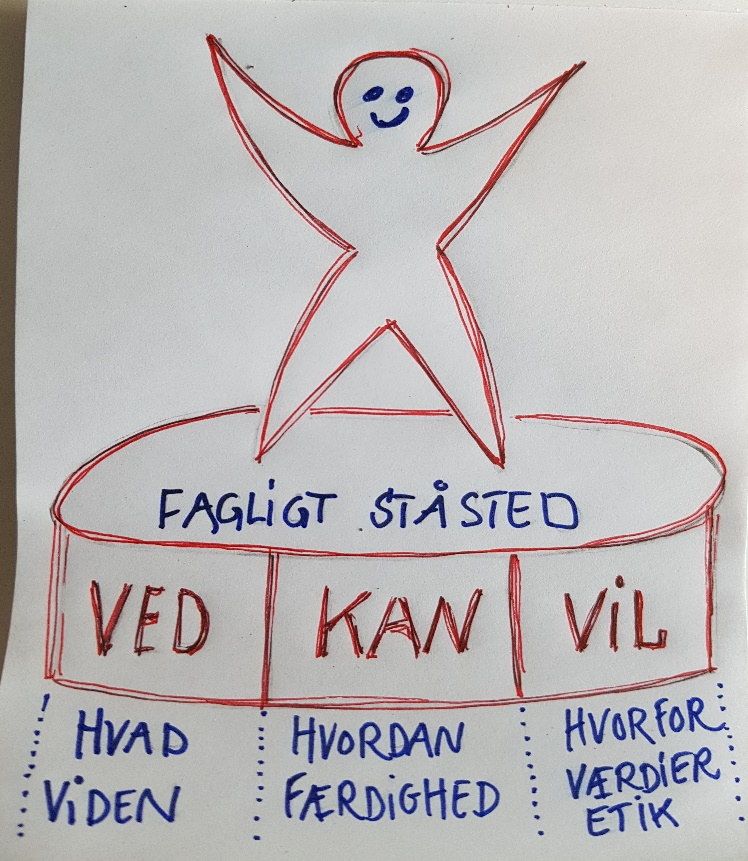 FAGLIGT STÅSTED
VED KAN VIL
HVAD HVORDAN HVORFOR
VIDEN FÆRDIGHED VÆRDIER
ETIK